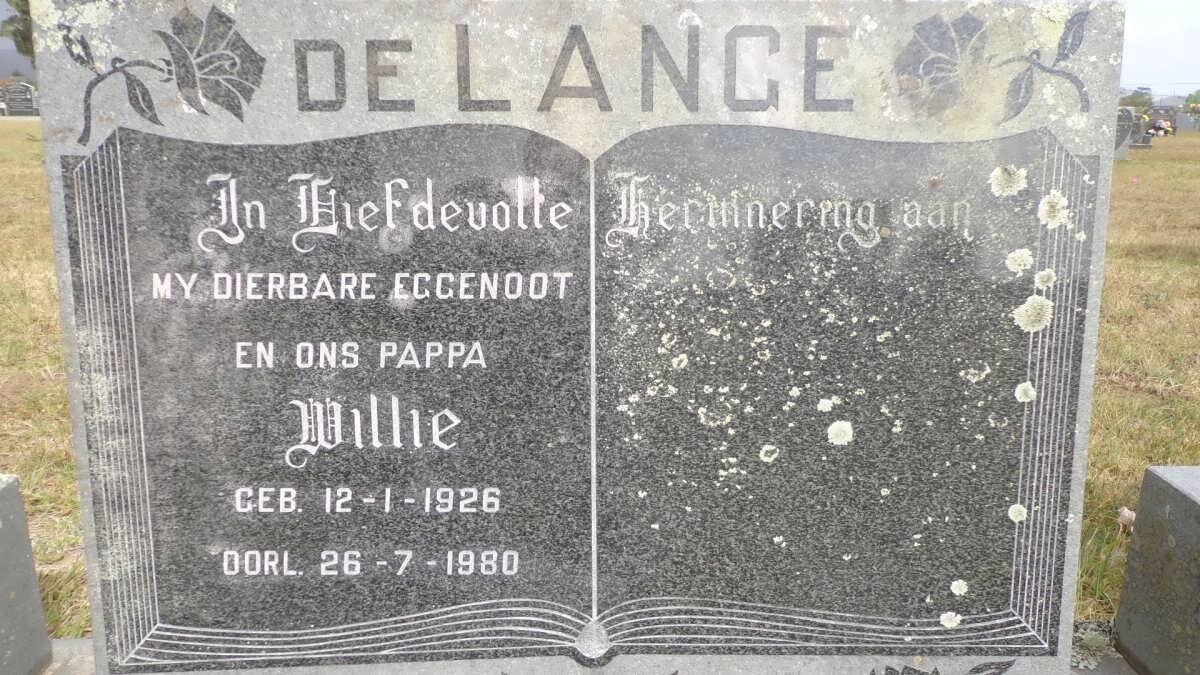 DE LANGE
In Liefdevolle Herinnering aan
MY DIERBARE EGGENOOT
EN ONS PAPPA
Willie
GEB. 12-1-1926
OORL. 26-7-1980